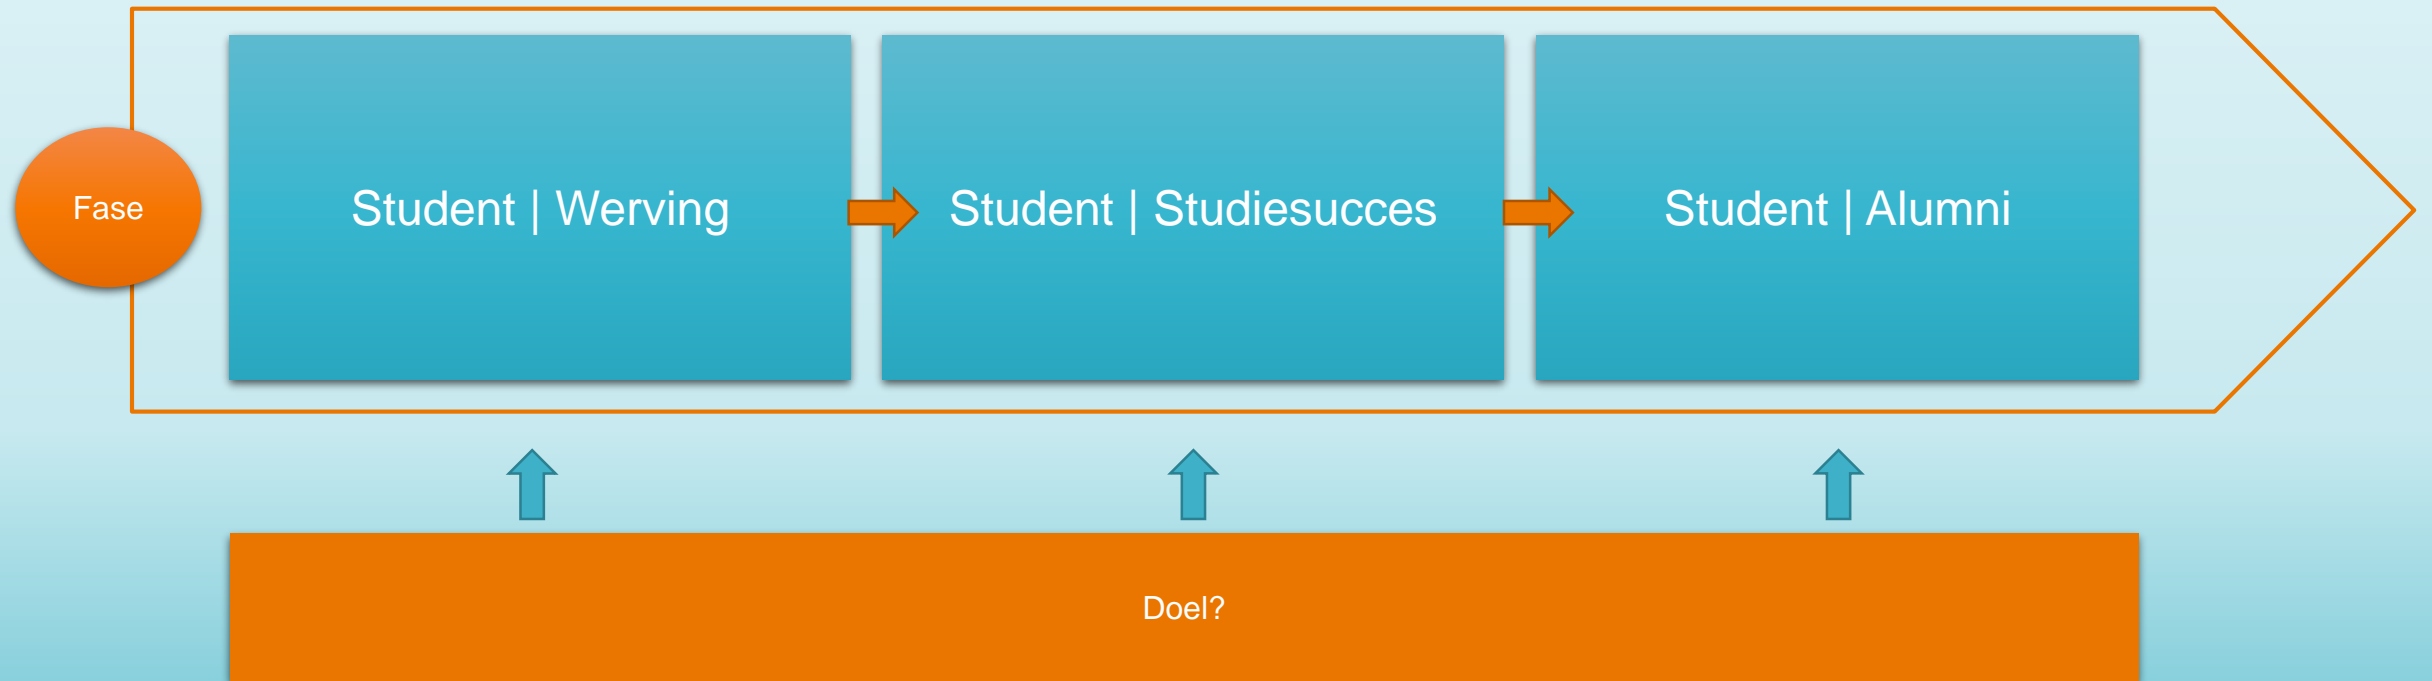 Fase
Student | Werving
Student | Studiesucces
Student | Alumni
Doel?